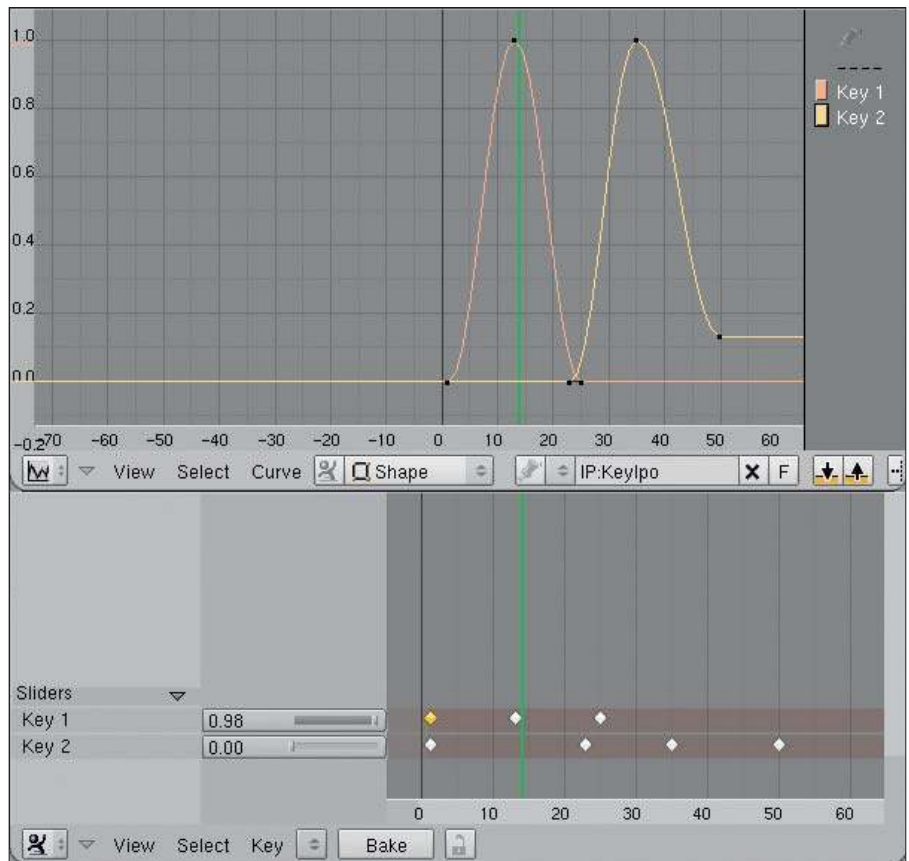 1.0
0.8
0.6
0.4
0.2
0.0
-0.2
-70 -60 -50 -40 -30 -20 -10 0 10 20 30 40 50 60
Key 1
Key 2
View Select Curve Shape IP:KeyIpo X F
Sliders
Key 1 0.98
Key 2 0.00
0 10 20 30 40 50 60
View Select Key Bake